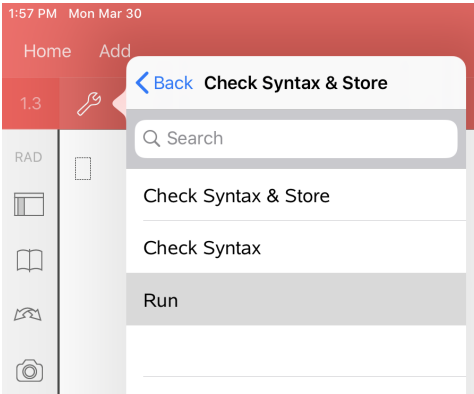 1:57 PM Mon Mar 30
Home Add
Back Check Syntax & Store
1.3
Search
RAD
Check Syntax & Store
Check Syntax
Run